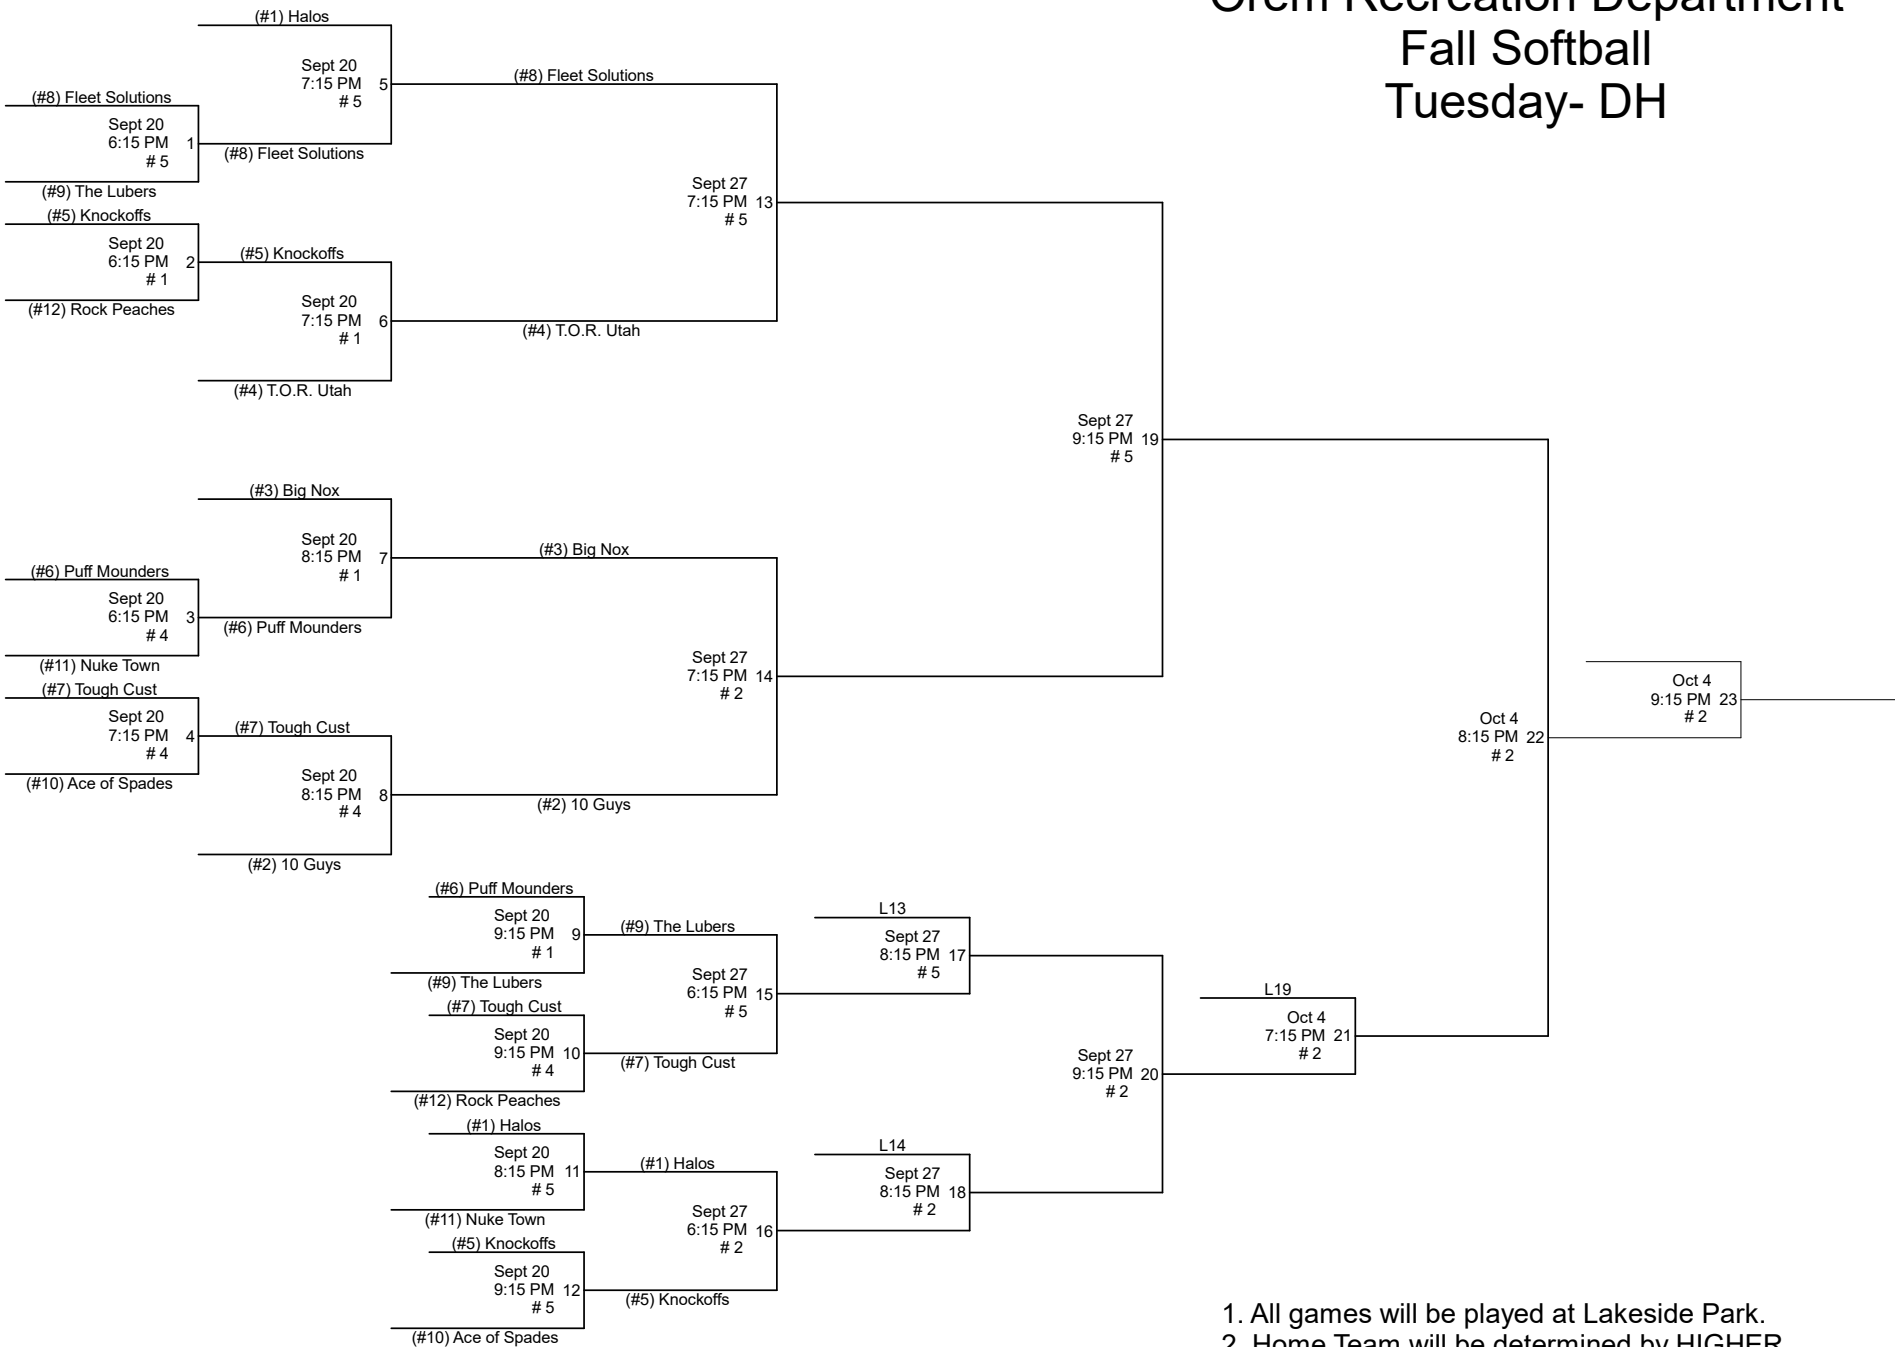 Orem Recreation Department
Fall Softball
Tuesday- DH
(#1) Halos
Sept 20
7:15 PM 5
# 5
(#8) Fleet Solutions
(#8) Fleet Solutions
Sept 20
6:15 PM 1
# 5
(#8) Fleet Solutions
(#9) The Lubers
(#5) Knockoffs
Sept 20
6:15 PM 2
# 1
(#5) Knockoffs
(#12) Rock Peaches
Sept 20
7:15 PM 6
# 1
(#4) T.O.R. Utah
(#4) T.O.R. Utah
Sept 27
7:15 PM 13
# 5
(#3) Big Nox
Sept 20
8:15 PM 7
# 1
(#3) Big Nox
(#6) Puff Mounders
Sept 20
6:15 PM 3
# 4
(#6) Puff Mounders
(#11) Nuke Town
(#7) Tough Cust
Sept 20
7:15 PM 4
# 4
(#7) Tough Cust
(#10) Ace of Spades
Sept 20
8:15 PM 8
# 4
(#2) 10 Guys
(#2) 10 Guys
Sept 27
7:15 PM 14
# 2
Sept 27
9:15 PM 19
# 5
Oct 4
8:15 PM 22
# 2
Oct 4
9:15 PM 23
# 2
(#6) Puff Mounders
Sept 20
9:15 PM 9
# 1
(#9) The Lubers
(#9) The Lubers
(#7) Tough Cust
Sept 20
9:15 PM 10
# 4
(#7) Tough Cust
(#12) Rock Peaches
Sept 27
6:15 PM 15
# 5
(#1) Halos
Sept 20
8:15 PM 11
# 5
(#1) Halos
(#11) Nuke Town
(#5) Knockoffs
Sept 20
9:15 PM 12
# 5
(#5) Knockoffs
(#10) Ace of Spades
Sept 27
6:15 PM 16
# 2
L13
Sept 27
8:15 PM 17
# 5
L14
Sept 27
8:15 PM 18
# 2
Sept 27
9:15 PM 20
# 2
L19
Oct 4
7:15 PM 21
# 2
1. All games will be played at Lakeside Park.
2. Home Team will be determined by HIGHER